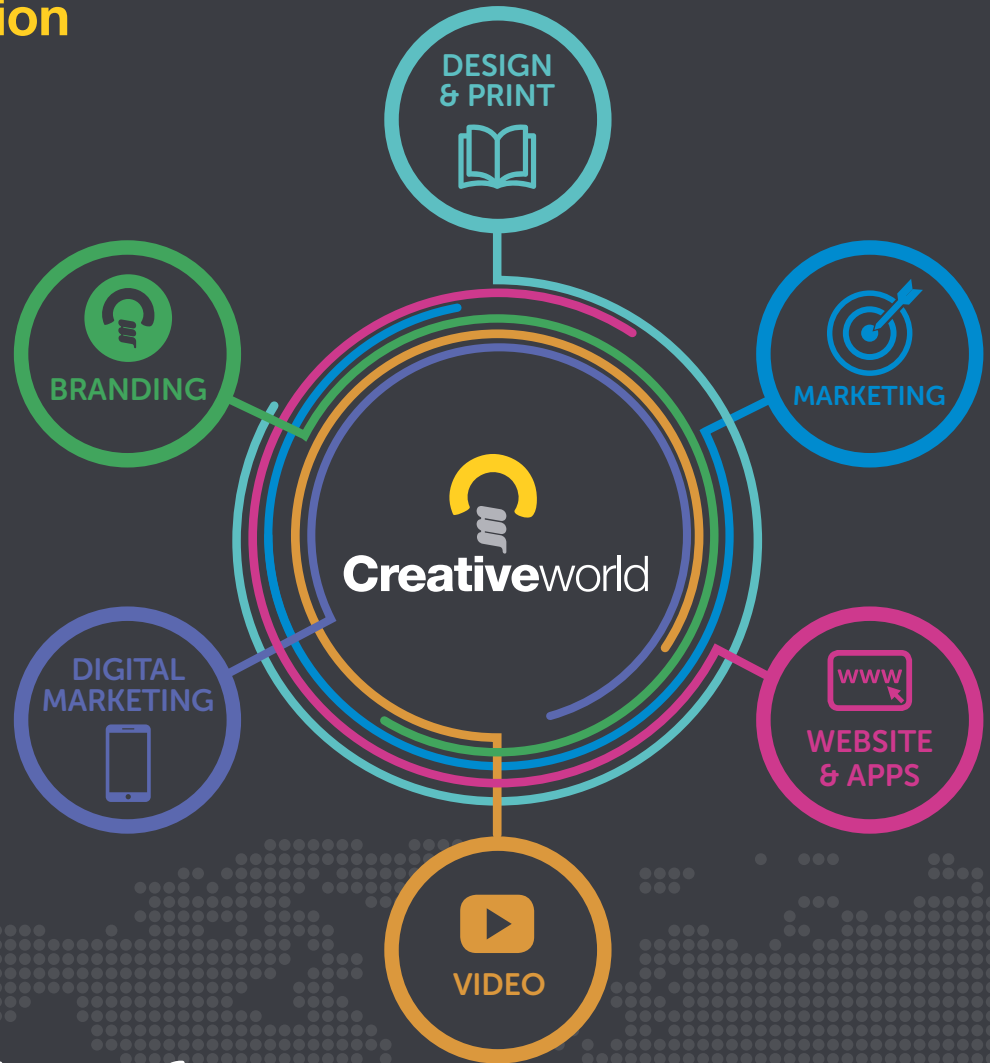 ion
DESIGN
& PRINT
BRANDING
MARKETING
Creativeworld
DIGITAL
MARKETING
www
WEBSITE
& APPS
VIDEO